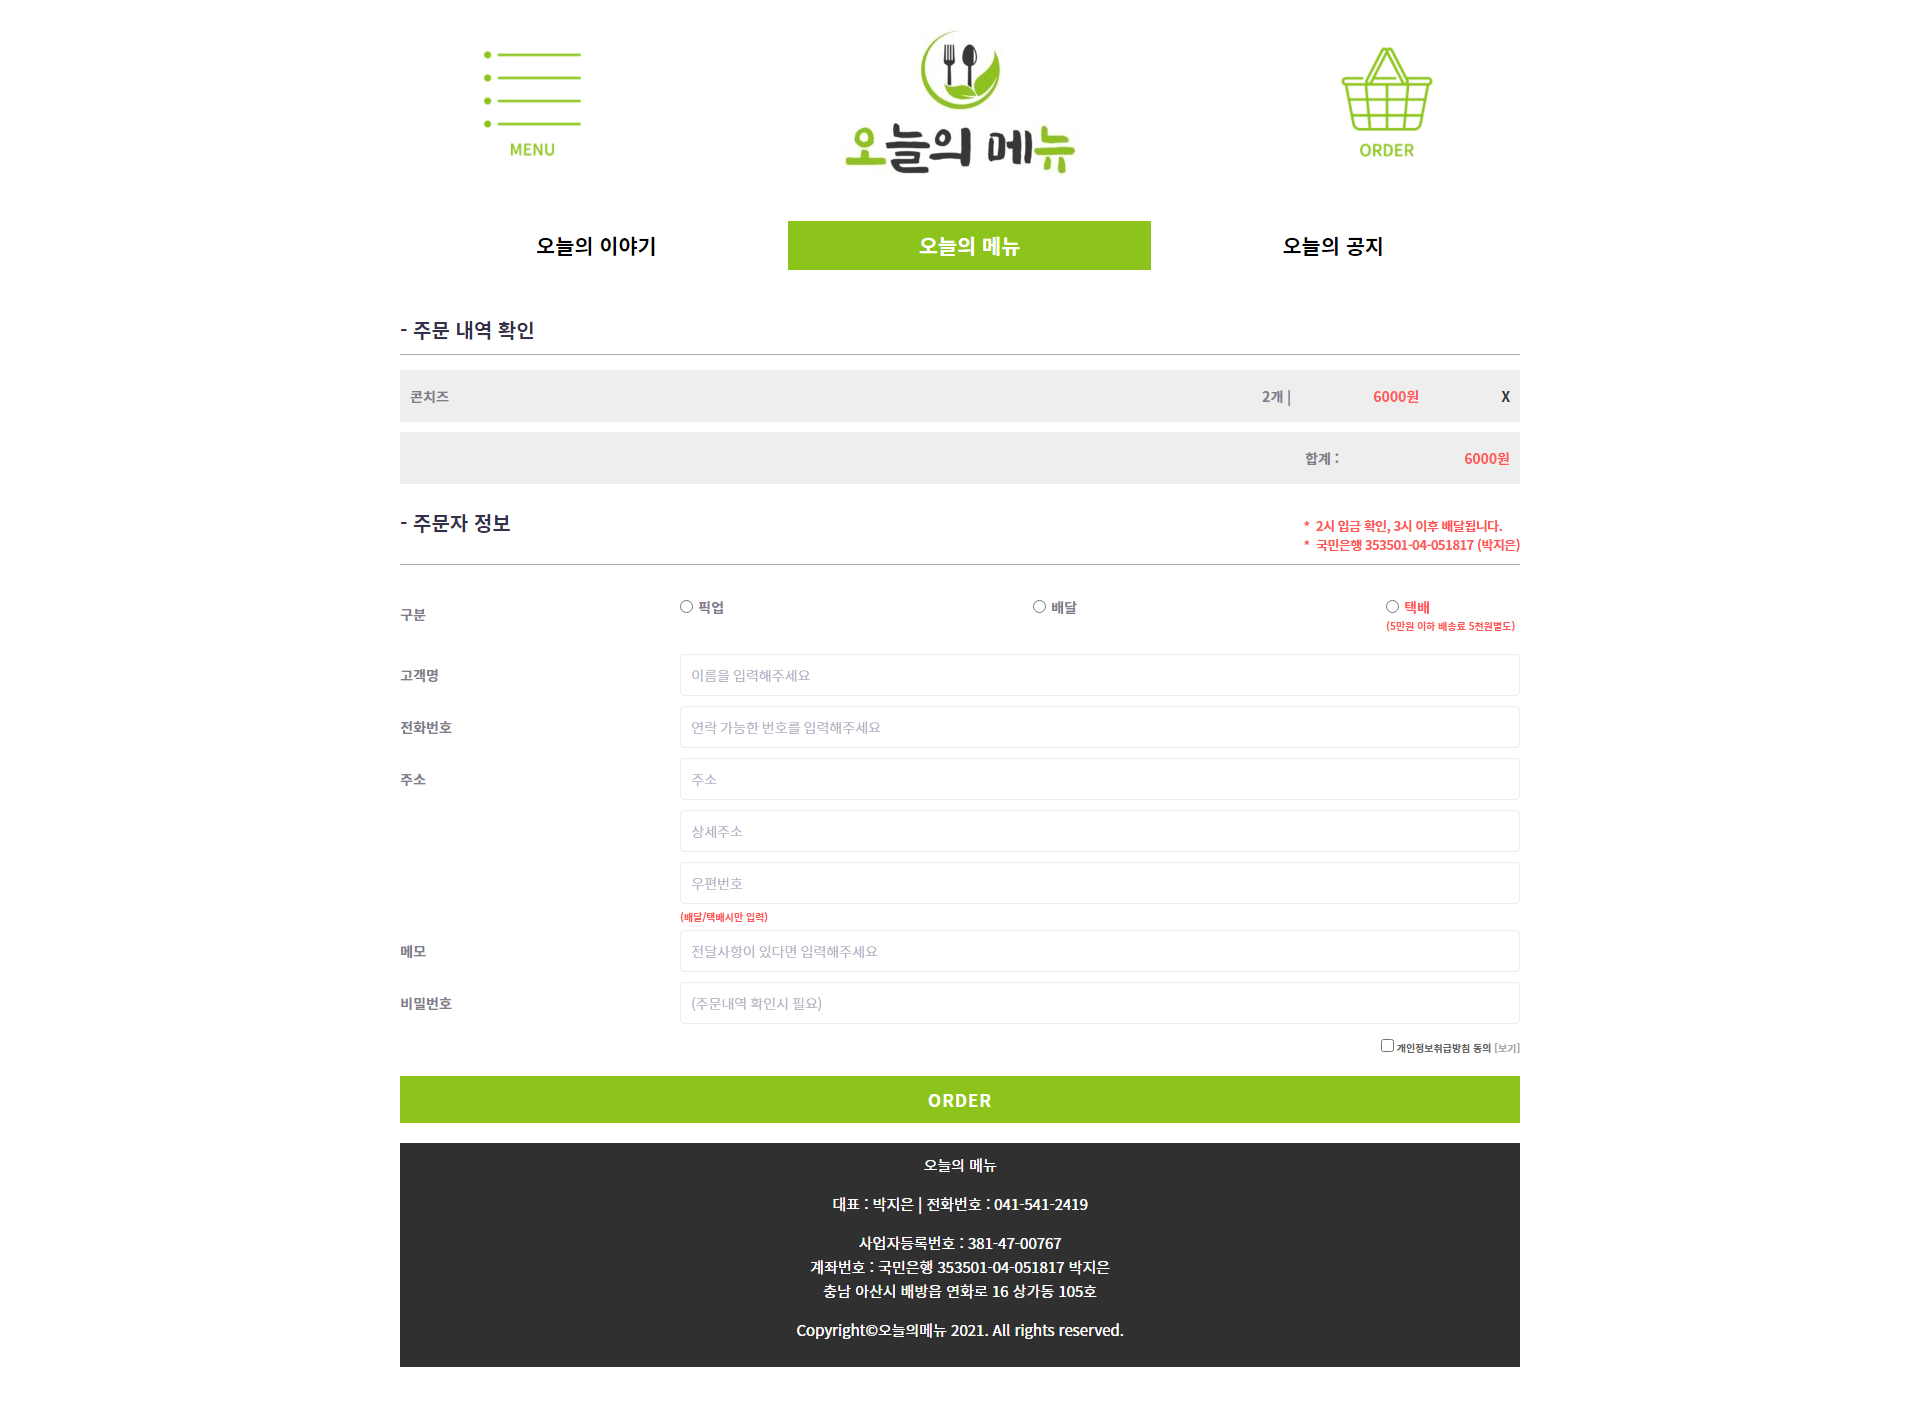 MENU
오늘의 메뉴
ORDER
오늘의 이야기
오늘의 메뉴
오늘의 공지
- 주문 내역 확인
콘치즈 2개 | 6000원 X
합계 : 6000원
- 주문자 정보
* 2시 입금 확인, 3시 이후 배달됩니다.
* 국민은행 353501-04-051817 (박지은)
구분 픽업 배달 택배
(5만원 이하 배송료 5천원별도)
고객명 이름을 입력해주세요
전화번호 연락 가능한 번호를 입력해주세요
주소 주소
상세주소
우편번호
(배달/택배시만 입력)
메모 전달사항이 있다면 입력해주세요
비밀번호 (주문내역 확인시 필요)
개인정보취급방침 동의 [보기]
ORDER
오늘의 메뉴
대표 : 박지은 | 전화번호 : 041-541-2419
사업자등록번호 : 381-47-00767
계좌번호 : 국민은행 353501-04-051817 박지은
충남 아산시 배방읍 연화로 16 상가동 105호
Copyright©오늘의메뉴 2021. All rights reserved.